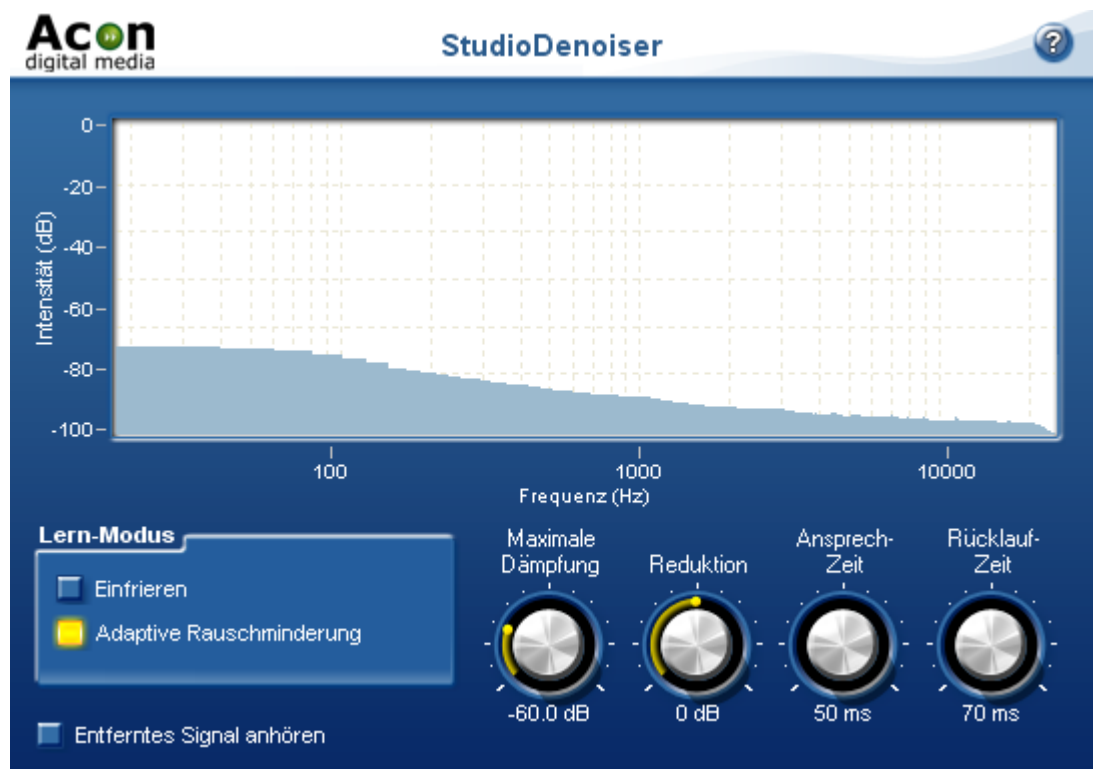 Acon
digital media
StudioDenoiser
?
0
-20
-40
-60
-80
-100
Intensität (dB)
100
1000
10000
Frequenz (Hz)
Lern-Modus
Einfrieren
Adaptive Rauschminderung
Entferntes Signal anhören
Maximale
Dämpfung
-60.0 dB
Reduktion
0 dB
Ansprech-
Zeit
50 ms
Rücklauf-
Zeit
70 ms